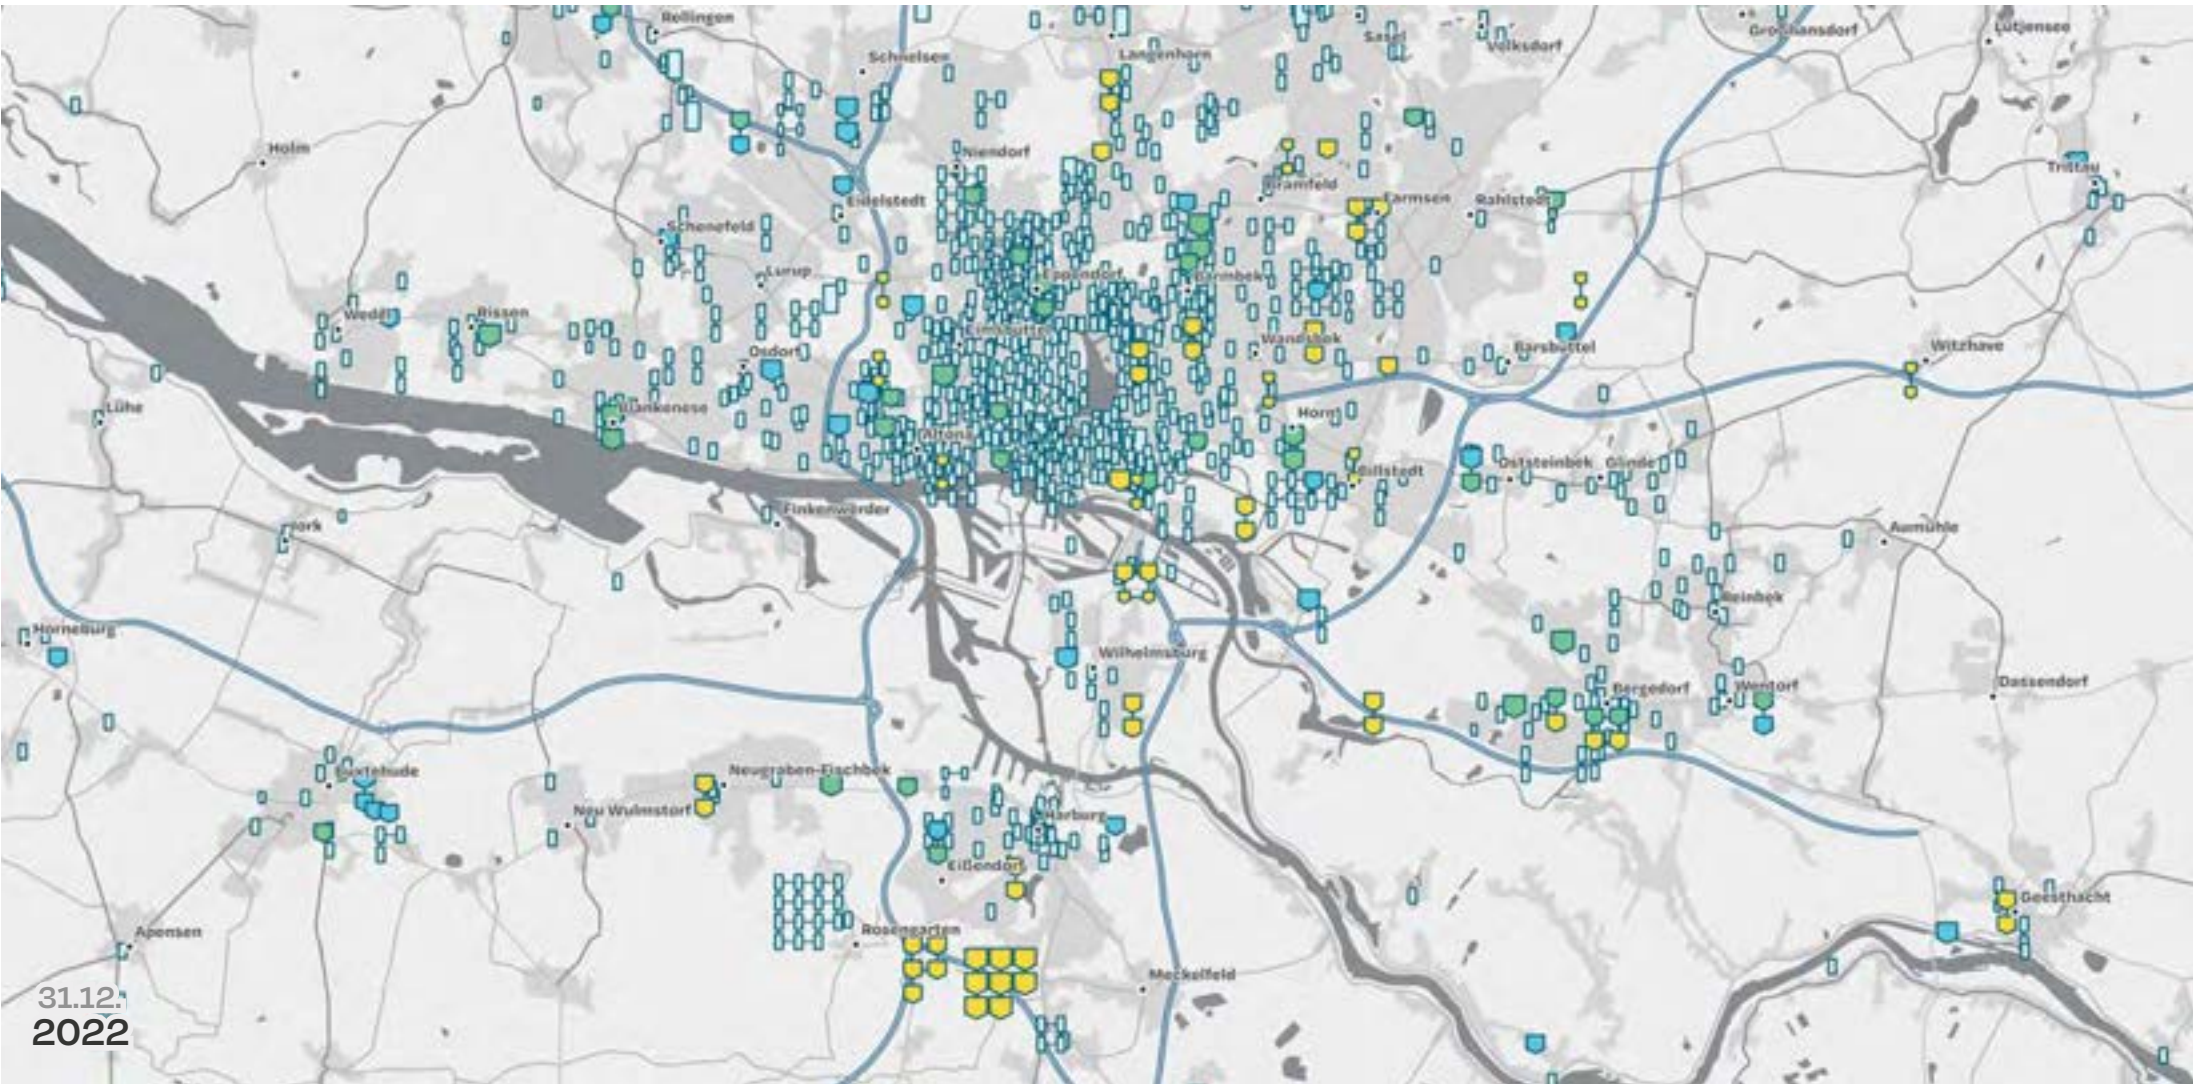 Rellingen
Schnelsen
Langenhorn
Sasel
Volksdorf
Großhansdorf
Lütjensee
Holm
Niendorf
Trittau
Eidelstedt
Bramfeld
Farmsen
Rahlstedt
Schenefeld
Lurup
Eppendorf
Barmbek
Wedel
Rissen
Eimsbüttel
Wandsbek
Osdorf
Barsbüttel
Witzhave
Lühe
Blankenese
Horn
Altona
Billstedt
Oststeinbek
Glinde
Jork
Finkenwerder
Aumühle
Reinbek
Horneburg
Wilhelmsburg
Bergedorf
Wentorf
Dassendorf
Buxtehude
Neugraben-Fischbek
Neu Wulmstorf
Harburg
Eißendorf
Geesthacht
Apensen
Rosengarten
Meckelfeld
31.12.
2022